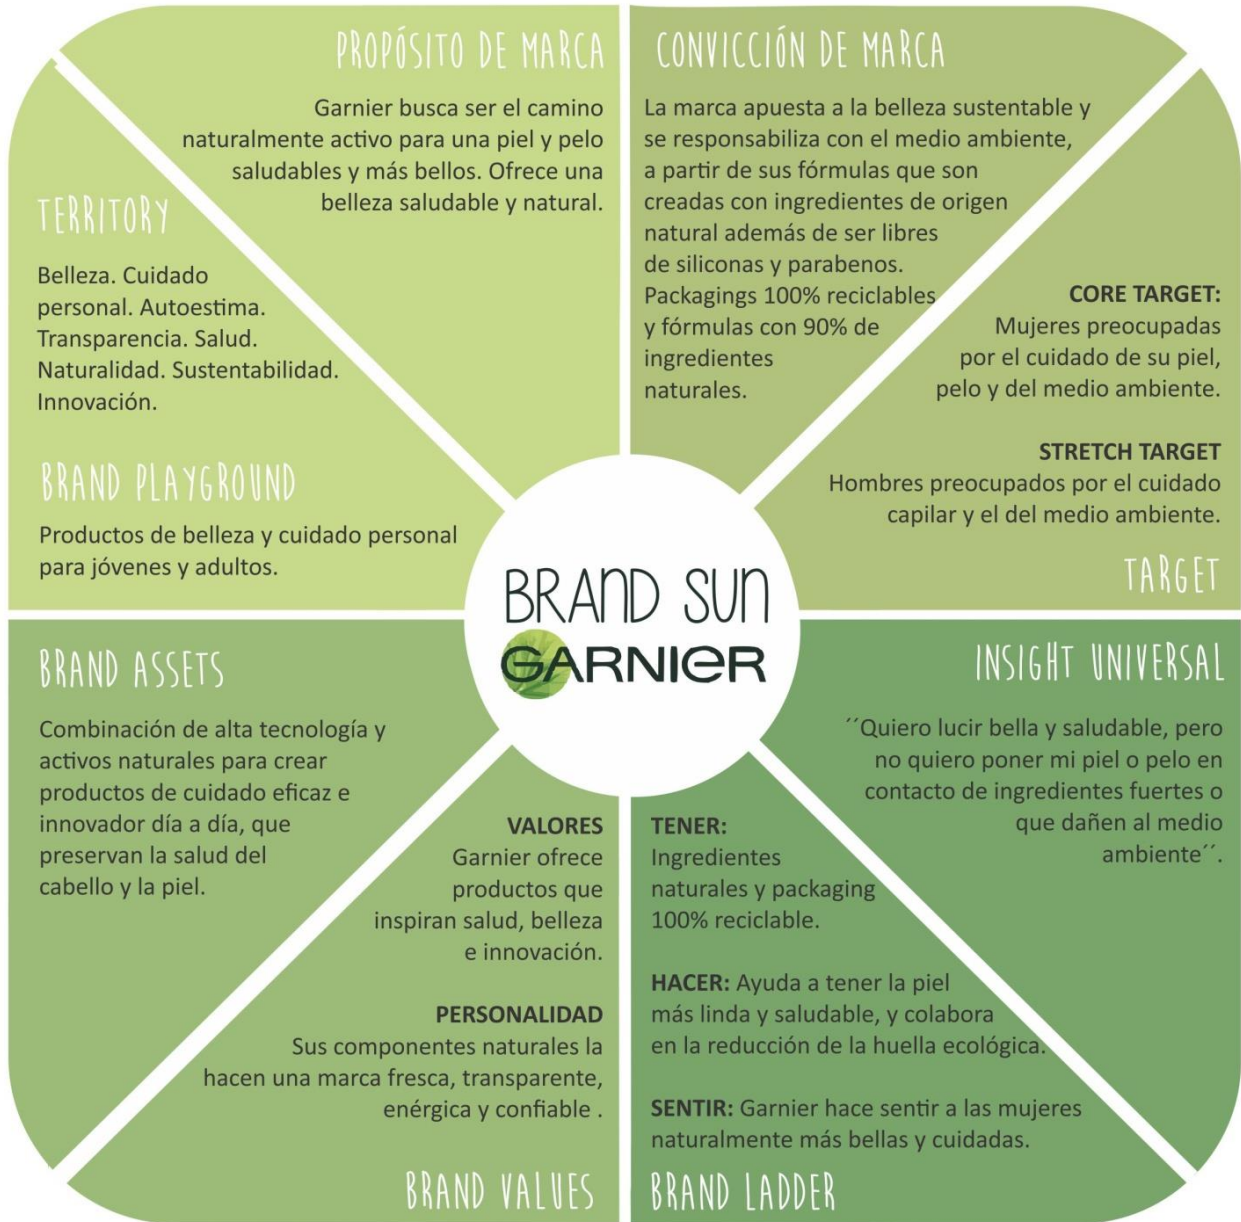 PROPÓSITO DE MARCA
Garnier busca ser el camino
naturalmente activo para una piel y pelo
saludables y más bellos. Ofrece una
belleza saludable y natural.
CONVICCIÓN DE MARCA
La marca apuesta a la belleza sustentable y
se responsabiliza con el medio ambiente,
a partir de sus fórmulas que son
creadas con ingredientes de origen
natural además de ser libres
de siliconas y parabenos.
Packagings 100% reciclables
y fórmulas con 90% de
ingredientes
naturales.
TERRITORY
Belleza. Cuidado
personal. Autoestima.
Transparencia. Salud.
Naturalidad. Sustentabilidad.
Innovación.
BRAND PLAYGROUND
Productos de belleza y cuidado personal
para jóvenes y adultos.
CORE TARGET:
Mujeres preocupadas
por el cuidado de su piel,
pelo y del medio ambiente.
STRETCH TARGET
Hombres preocupados por el cuidado
capilar y el del medio ambiente.
TARGET
BRAND SUN
GARNIER
BRAND ASSETS
Combinación de alta tecnología y
activos naturales para crear
productos de cuidado eficaz e
innovador día a día, que
preservan la salud del
cabello y la piel.
INSIGHT UNIVERSAL
´´Quiero lucir bella y saludable, pero
no quiero poner mi piel o pelo en
contacto de ingredientes fuertes o
que dañen al medio
ambiente´´.
VALORES
Garnier ofrece
productos que
inspiran salud, belleza
e innovación.
PERSONALIDAD
Sus componentes naturales la
hacen una marca fresca, transparente,
enérgica y confiable .
BRAND VALUES
TENER:
Ingredientes
naturales y packaging
100% reciclable.
HACER: Ayuda a tener la piel
más linda y saludable, y colabora
en la reducción de la huella ecológica.
SENTIR: Garnier hace sentir a las mujeres
naturalmente más bellas y cuidadas.
BRAND LADDER